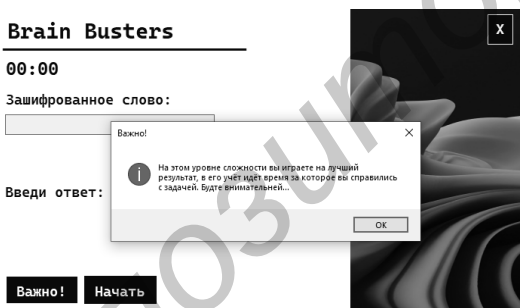 Brain Busters
X
00:00
Зашифрованное слово:
Важно!
На этом уровне сложности вы играете на лучший
результат, в его учёт идёт время за которое вы справились
с задачей. Будте внимательней...
OK
Введи ответ:
Важно!
Начать